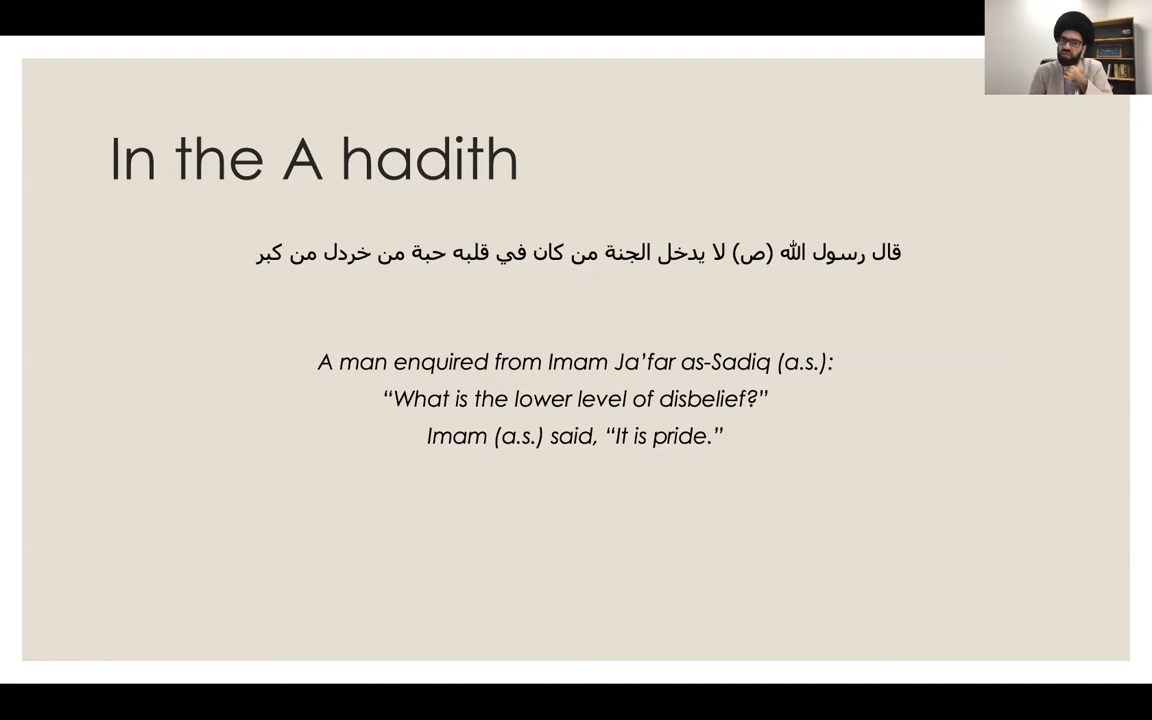 In the A hadith
قال رسول الله (ص) لا يدخل الجنة من كان في قلبه حبة من خردل من كبر
A man enquired from Imam Ja’far as-Sadiq (a.s.):
“What is the lower level of disbelief?”
Imam (a.s.) said, “It is pride.”